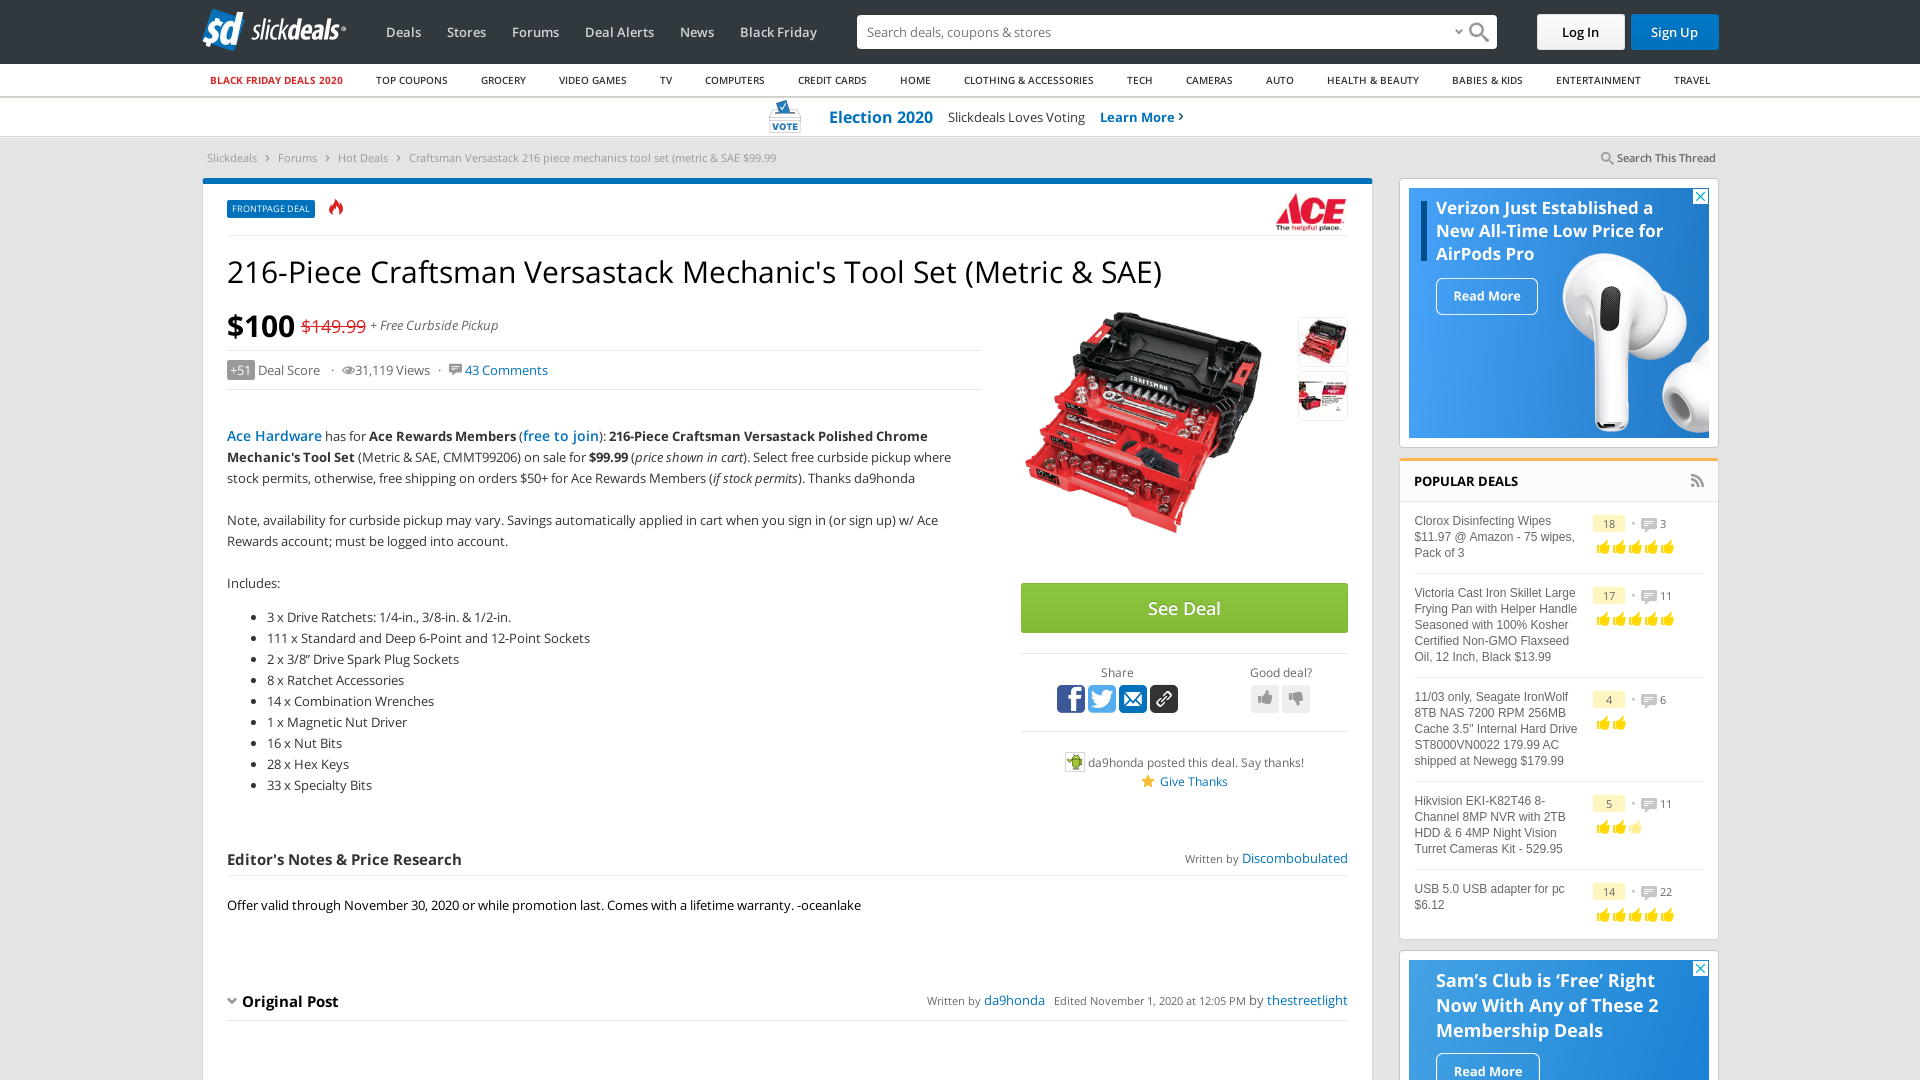 slickdeals
Deals Stores Forums Deal Alerts News Black Friday
Search deals, coupons & stores
Log In Sign Up
BLACK FRIDAY DEALS 2020 TOP COUPONS GROCERY VIDEO GAMES TV COMPUTERS CREDIT CARDS HOME CLOTHING & ACCESSORIES TECH CAMERAS AUTO HEALTH & BEAUTY BABIES & KIDS ENTERTAINMENT TRAVEL
VOTE Election 2020 Slickdeals Loves Voting Learn More
Slickdeals Forums Hot Deals Craftsman Versastack 216 piece mechanics tool set (metric & SAE $99.99
Search This Thread
FRONTPAGE DEAL
ACE
The helpful place.
216-Piece Craftsman Versastack Mechanic's Tool Set (Metric & SAE)
$100 $149.99 + Free Curbside Pickup
+51 Deal Score · 31,119 Views · 43 Comments
Ace Hardware has for Ace Rewards Members (free to join): 216-Piece Craftsman Versastack Polished Chrome
Mechanic's Tool Set (Metric & SAE, CMMT99206) on sale for $99.99 (price shown in cart). Select free curbside pickup where
stock permits, otherwise, free shipping on orders $50+ for Ace Rewards Members (if stock permits). Thanks da9honda
Note, availability for curbside pickup may vary. Savings automatically applied in cart when you sign in (or sign up) w/ Ace
Rewards account; must be logged into account.
Includes:
3 x Drive Ratchets: 1/4-in., 3/8-in. & 1/2-in.
111 x Standard and Deep 6-Point and 12-Point Sockets
2 x 3/8” Drive Spark Plug Sockets
8 x Ratchet Accessories
14 x Combination Wrenches
1 x Magnetic Nut Driver
16 x Nut Bits
28 x Hex Keys
33 x Specialty Bits
CRAFTSMAN
See Deal
Share
Good deal?
da9honda posted this deal. Say thanks!
Give Thanks
Editor's Notes & Price Research
Written by Discombobulated
Offer valid through November 30, 2020 or while promotion last. Comes with a lifetime warranty. -oceanlake
Original Post
Written by da9honda Edited November 1, 2020 at 12:05 PM by thestreetlight
Verizon Just Established a
New All-Time Low Price for
AirPods Pro
Read More
POPULAR DEALS
Clorox Disinfecting Wipes
$11.97 @ Amazon - 75 wipes,
Pack of 3
18 • 3
Victoria Cast Iron Skillet Large
Frying Pan with Helper Handle
Seasoned with 100% Kosher
Certified Non-GMO Flaxseed
Oil, 12 Inch, Black $13.99
17 • 11
11/03 only, Seagate IronWolf
8TB NAS 7200 RPM 256MB
Cache 3.5" Internal Hard Drive
ST8000VN0022 179.99 AC
shipped at Newegg $179.99
4 • 6
Hikvision EKI-K82T46 8-
Channel 8MP NVR with 2TB
HDD & 6 4MP Night Vision
Turret Cameras Kit - 529.95
5 • 11
USB 5.0 USB adapter for pc
$6.12
14 • 22
Sam’s Club is ‘Free’ Right
Now With Any of These 2
Membership Deals
Read More